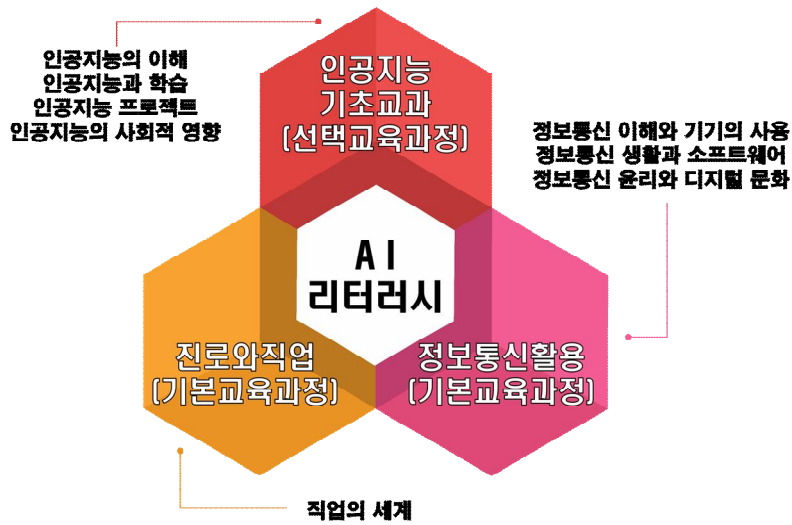 인공지능의 이해
인공지능과 학습
인공지능 프로젝트
인공지능의 사회적 영향
인공지능
기초교과
(선택교육과정)
정보통신 이해와 기기의 사용
정보통신 생활과 소프트웨어
정보통신 윤리와 디지털 문화
AI
리터러시
진로와직업
(기본교육과정)
정보통신활용
(기본교육과정)
직업의 세계